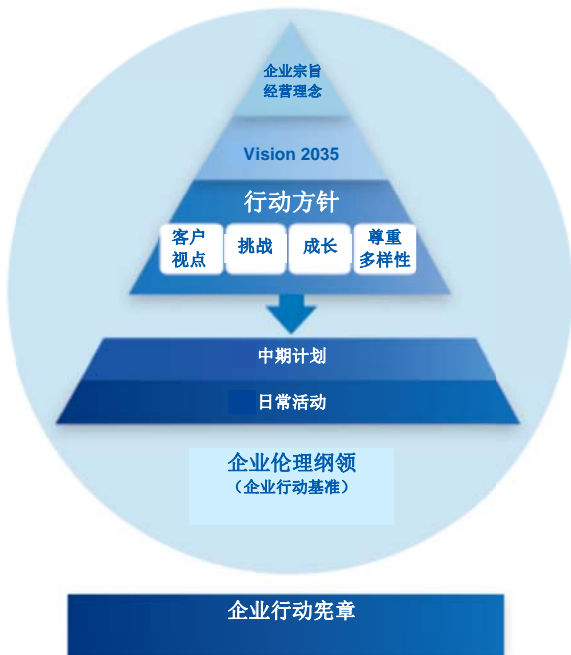 企业宗旨
经营理念
Vision 2035
行动方针
客户
视点
挑战
成长
尊重
多样性
中期计划
日常活动
企业伦理纲领
（企业行动基准）
企业行动宪章